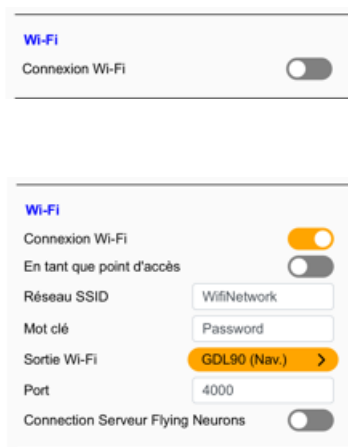 Wi-Fi
Connexion Wi-Fi
Wi-Fi
Connexion Wi-Fi
En tant que point d'accès
Réseau SSID WifiNetwork
Mot clé Password
Sortie Wi-Fi GDL90 (Nav.) >
Port 4000
Connection Serveur Flying Neurons